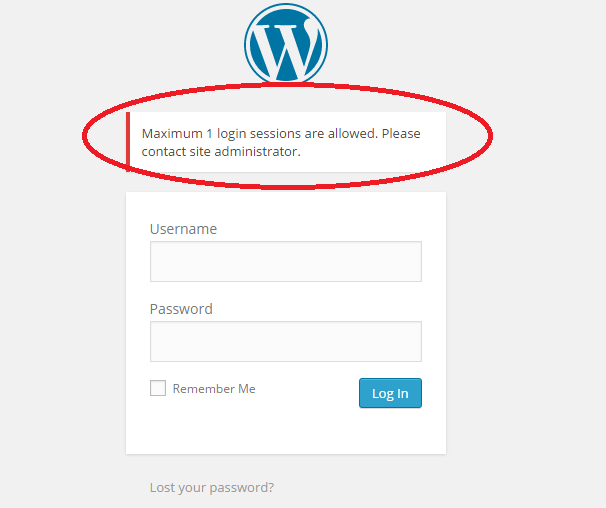 Maximum 1 login sessions are allowed. Please
contact site administrator.
Username
Password
Remember Me
Log In
Lost your password?